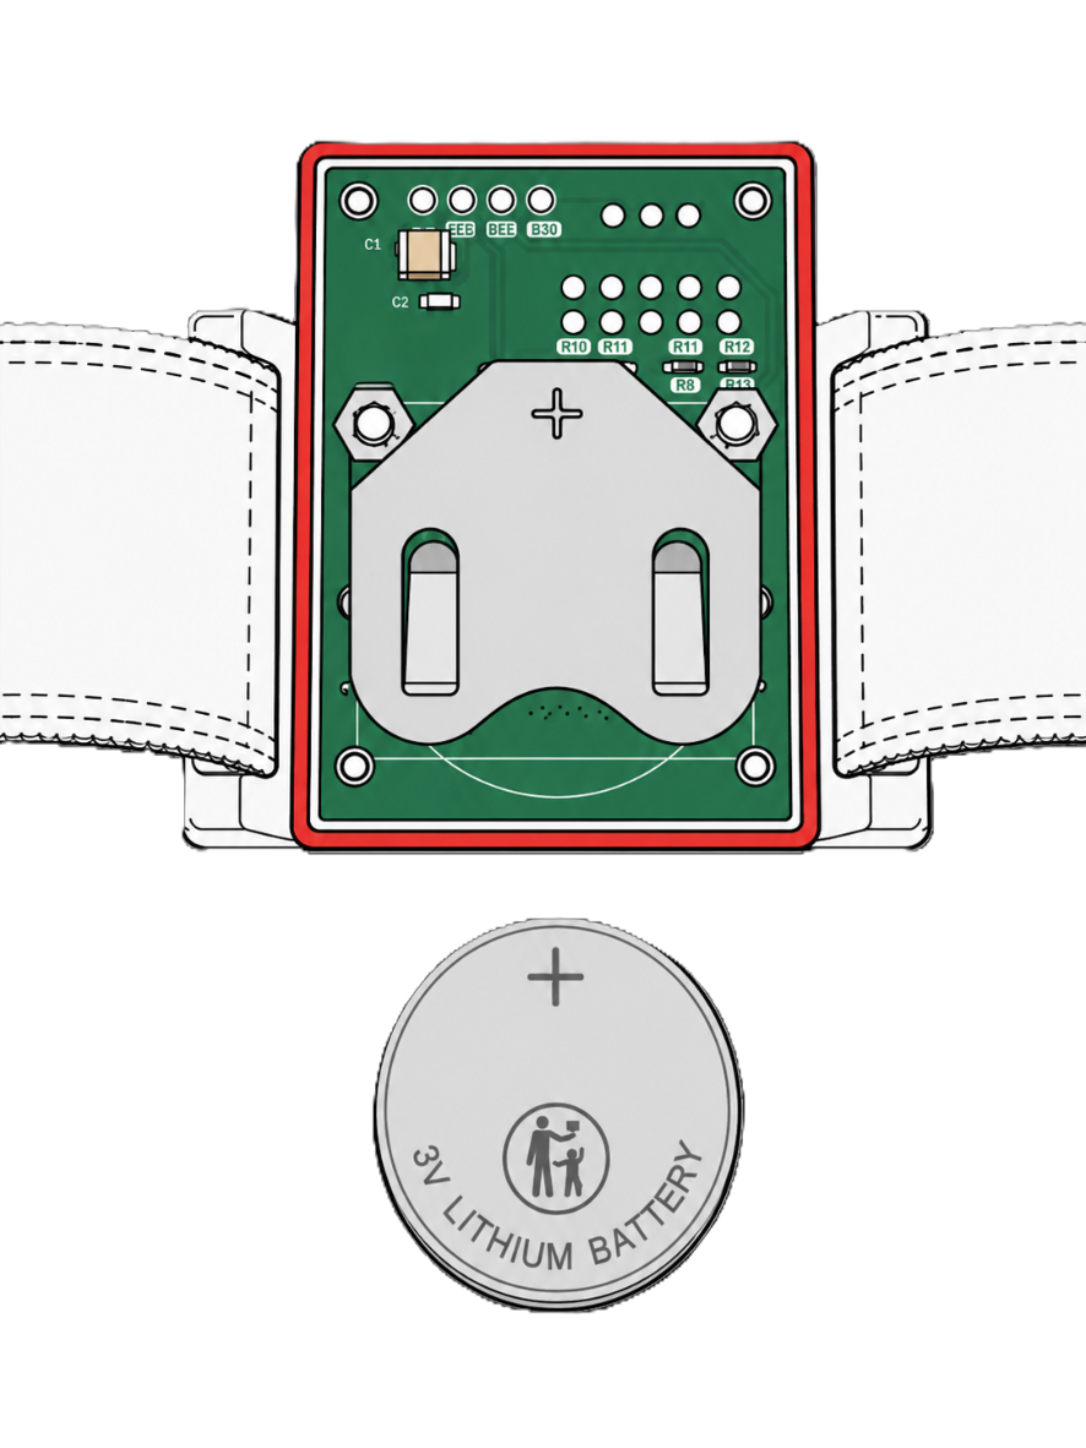 EEB BEE B30
C1
C2
R10 R11 R11 R12
R8 R13
+
+
3V LITHIUM BATTERY